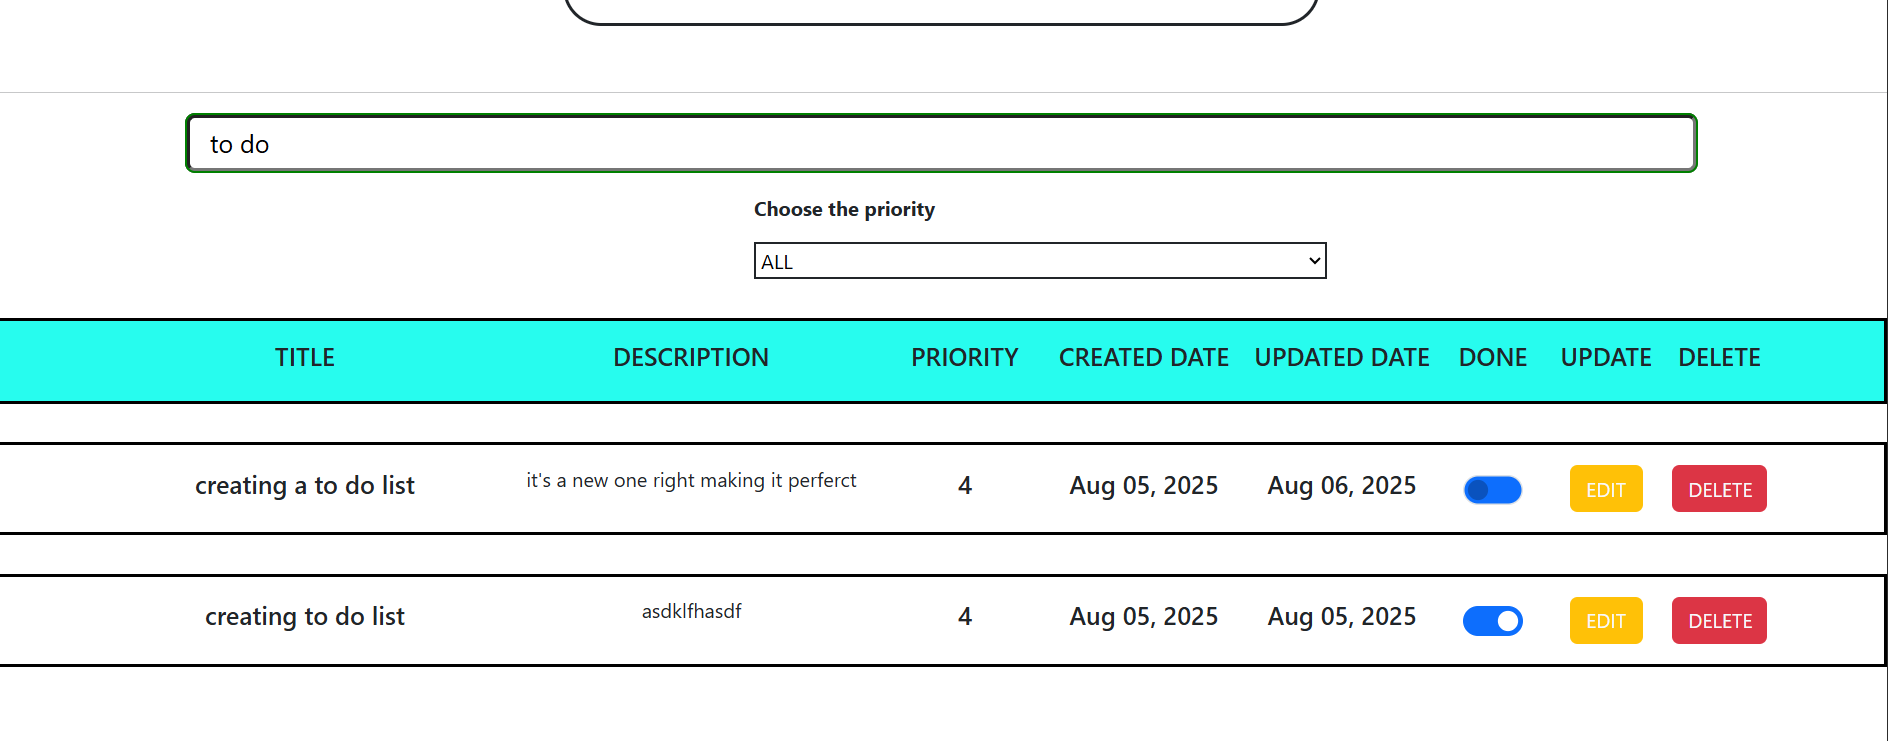 to do
Choose the priority
ALL
TITLE DESCRIPTION PRIORITY CREATED DATE UPDATED DATE DONE UPDATE DELETE
creating a to do list it's a new one right making it perferct 4 Aug 05, 2025 Aug 06, 2025 EDIT DELETE
creating to do list asdklfhasdf 4 Aug 05, 2025 Aug 05, 2025 EDIT DELETE